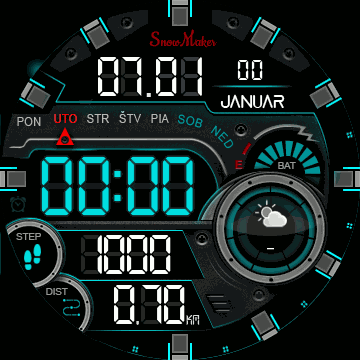 SnowMaker
07.01 00
JANUAR
PON UTO STR ŠTV PIA SOB NED
E
BAT
00:00
STEP
1000
-
DIST
0.70 KM